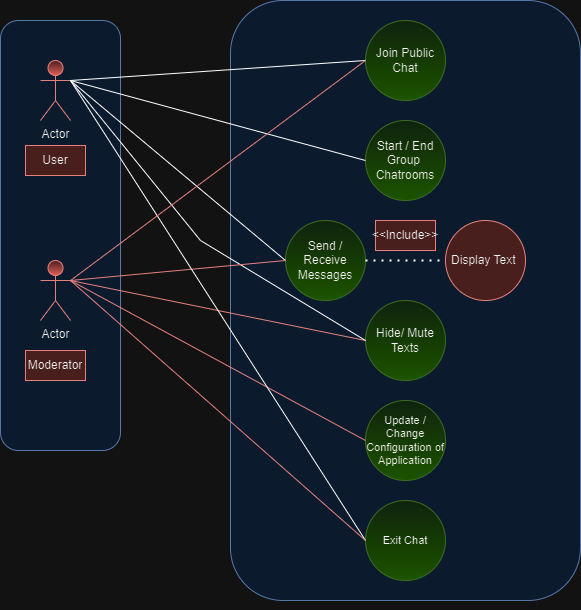 Actor
User
Actor
Moderator
Join Public
Chat
Start / End
Group
Chatrooms
Send /
Receive
Messages
<<Include>>
Display Text
Hide/ Mute
Texts
Update /
Change
Configuration of
Application
Exit Chat